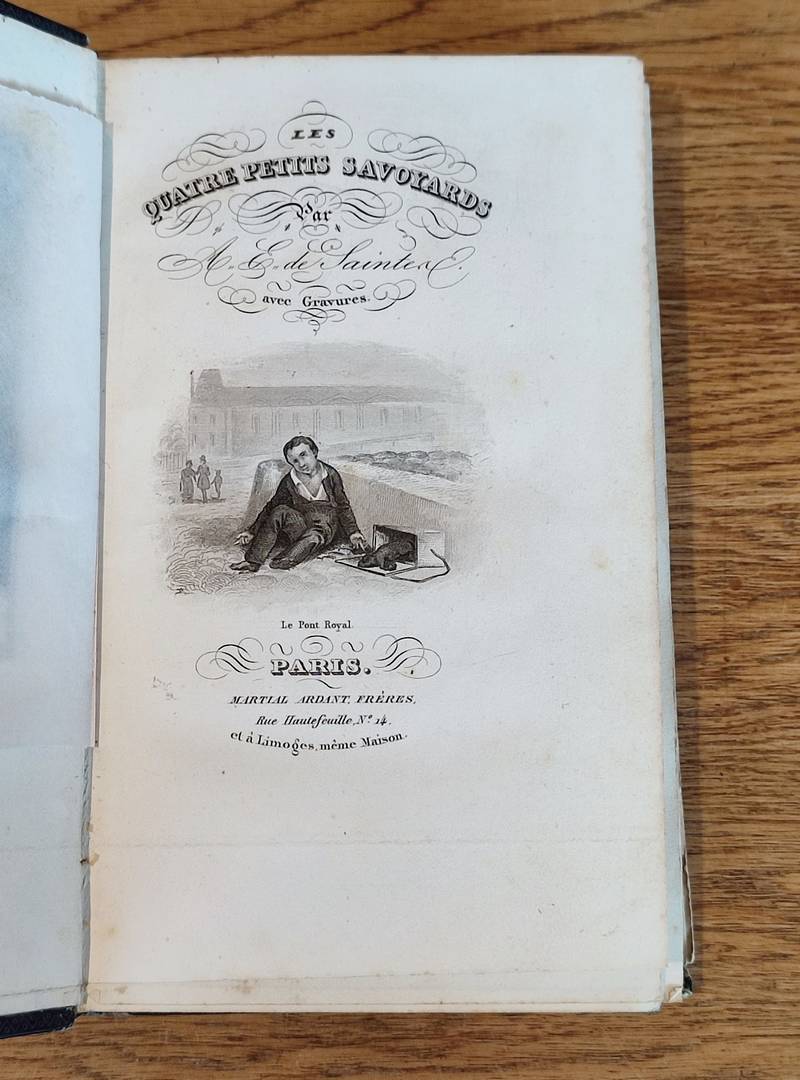 LES
QUATRE PETITS SAVOYARDS
Par
A. E. de Saintes.
avec Gravures.
Le Pont Royal.
PARIS.
MARTIAL ARDANT, FRÈRES,
Rue Hautefeuille, Nº 14,
et à Limoges, même Maison.